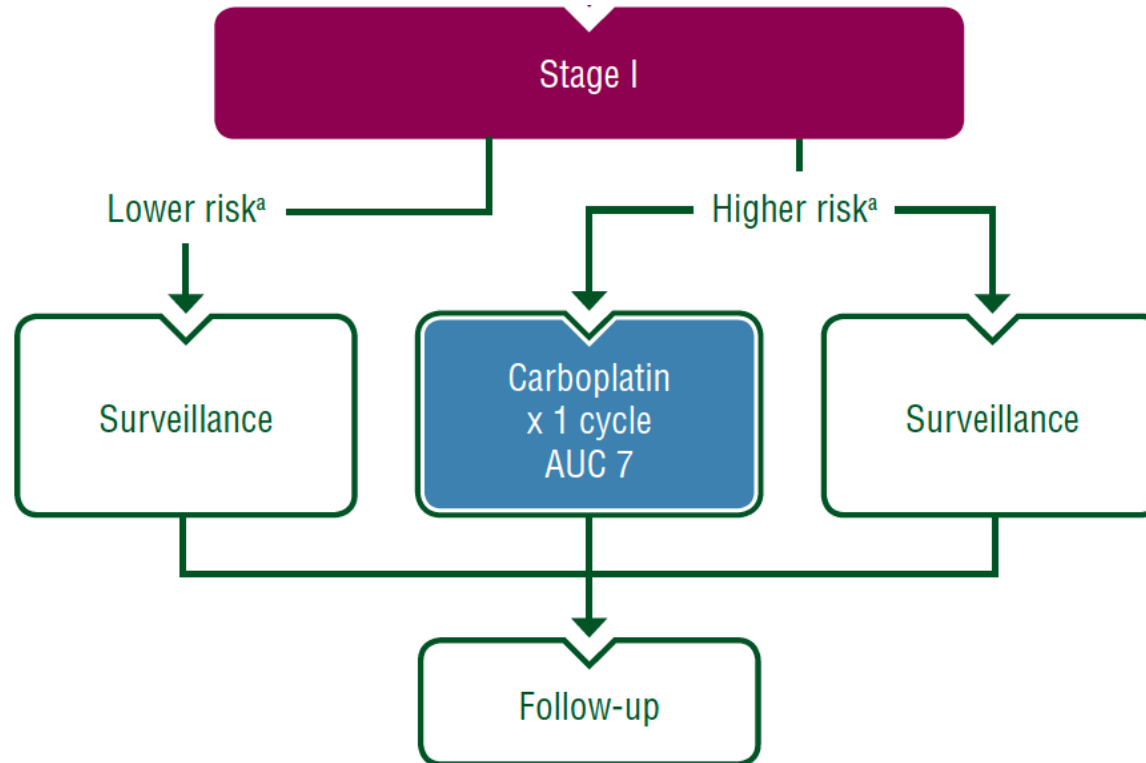 Stage I
Lower riskᵃ
Higher riskᵃ
Surveillance
Carboplatin
x 1 cycle
AUC 7
Surveillance
Follow-up